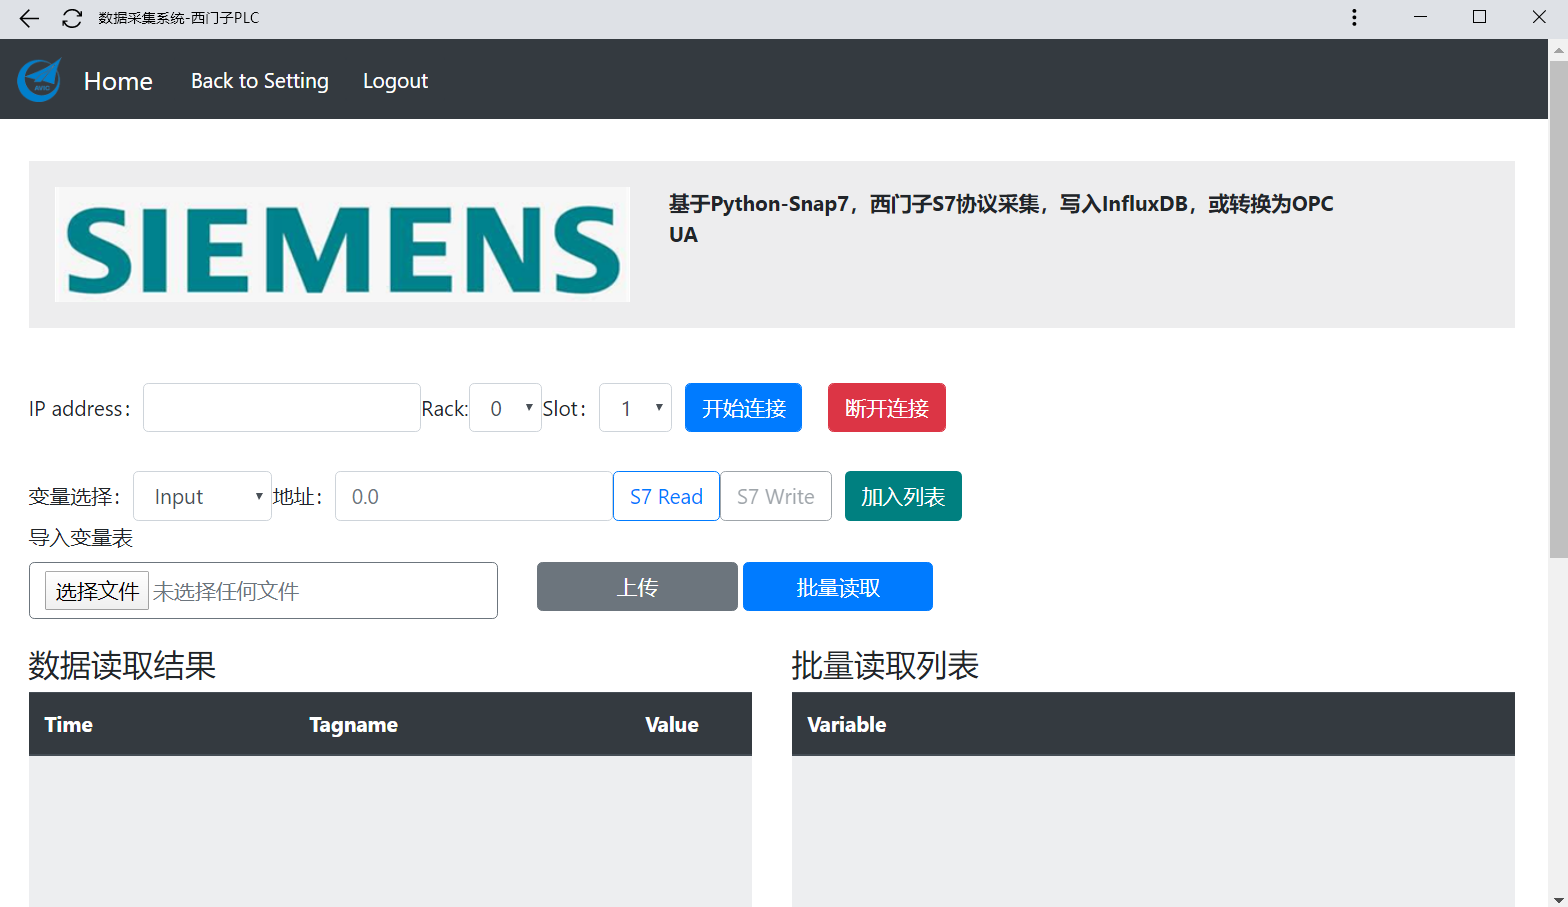 数据采集系统-西门子PLC
AVIC
Home
Back to Setting
Logout
SIEMENS
基于Python-Snap7，西门子S7协议采集，写入InfluxDB，或转换为OPC
UA
IP address：
Rack: 0
Slot： 1
开始连接
断开连接
变量选择： Input
地址： 0.0
S7 Read
S7 Write
加入列表
导入变量表
选择文件 未选择任何文件
上传
批量读取
数据读取结果
批量读取列表
Time Tagname Value
Variable